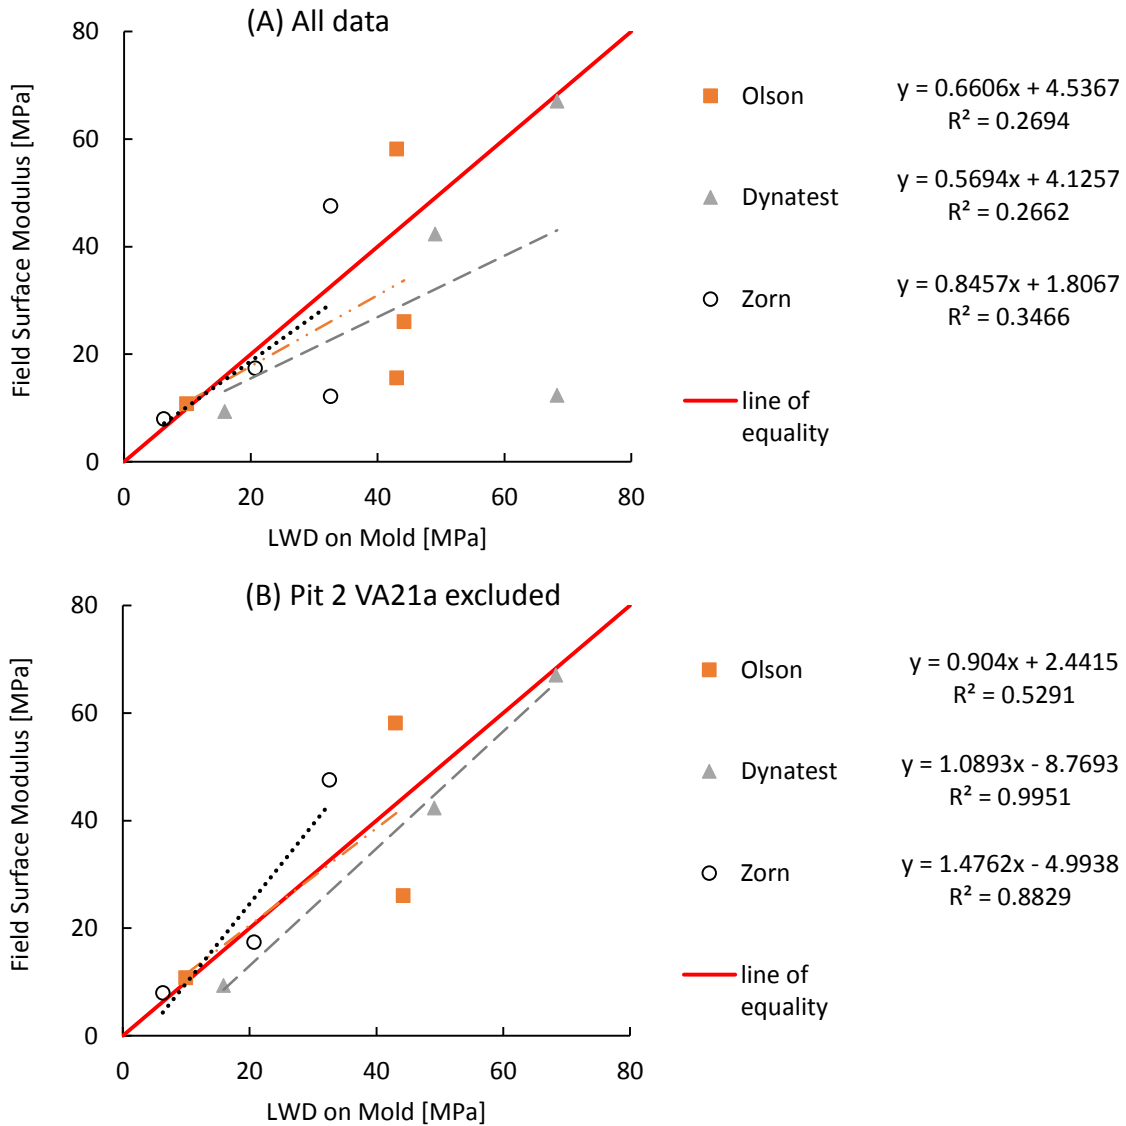 (A) All data
Field Surface Modulus [MPa]
80
60
40
20
0
0 20 40 60 80
LWD on Mold [MPa]
Olson
y = 0.6606x + 4.5367
R² = 0.2694
Dynatest
y = 0.5694x + 4.1257
R² = 0.2662
Zorn
y = 0.8457x + 1.8067
R² = 0.3466
line of
equality
(B) Pit 2 VA21a excluded
Field Surface Modulus [MPa]
80
60
40
20
0
0 20 40 60 80
LWD on Mold [MPa]
Olson
y = 0.904x + 2.4415
R² = 0.5291
Dynatest
y = 1.0893x - 8.7693
R² = 0.9951
Zorn
y = 1.4762x - 4.9938
R² = 0.8829
line of
equality